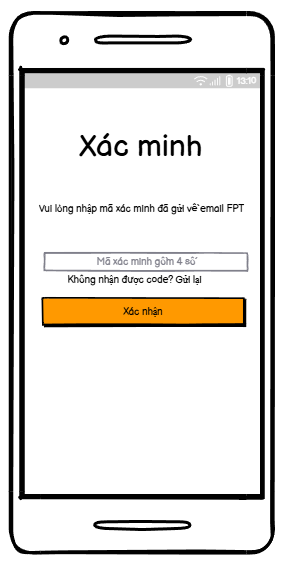 13:10
Xác minh
Vui lòng nhập mã xác minh đã gửi về email FPT
Mã xác minh gồm 4 số
Không nhận được code? Gửi lại
Xác nhận